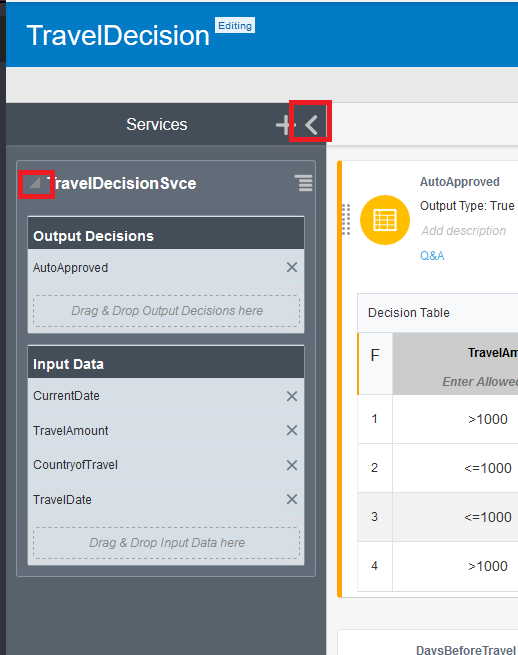 TravelDecision Editing
Services
TravelDecisionSvce
Output Decisions
AutoApproved
Drag & Drop Output Decisions here
Input Data
CurrentDate
TravelAmount
CountryofTravel
TravelDate
Drag & Drop Input Data here
AutoApproved
Output Type: True
Add description
Q&A
Decision Table
F
TravelAm
Enter Allowed
1 >1000
2 <=1000
3 <=1000
4 >1000
DaysBeforeTravel